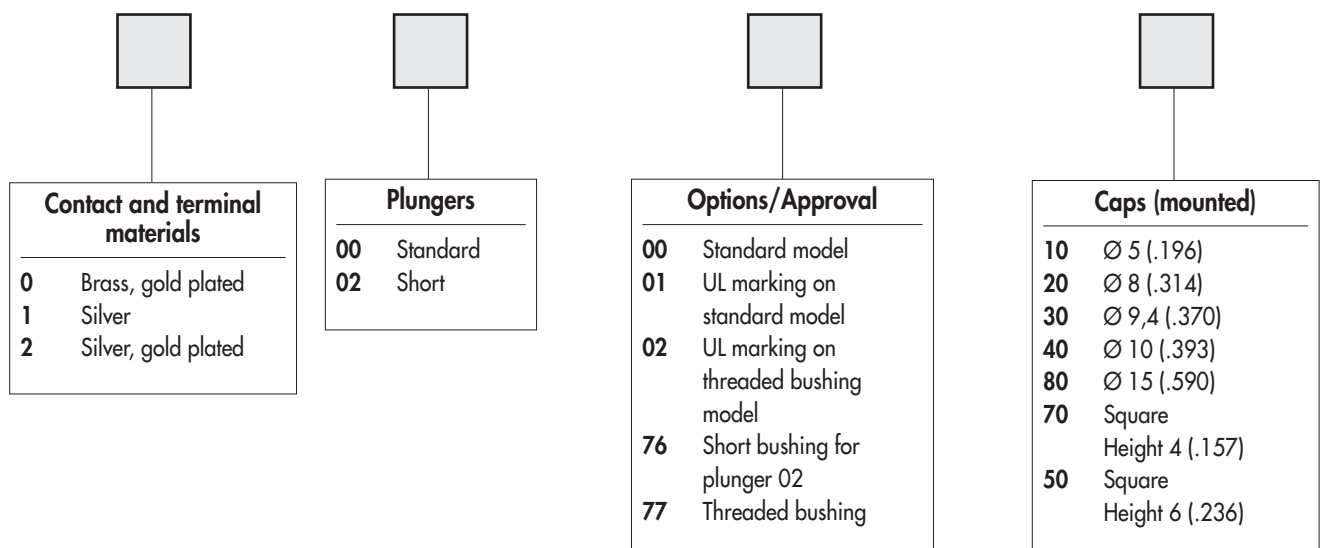 Contact and terminal
materials
0 Brass, gold plated
1 Silver
2 Silver, gold plated
Plungers
00 Standard
02 Short
Options/Approval
00 Standard model
01 UL marking on
standard model
02 UL marking on
threaded bushing
model
76 Short bushing for
plunger 02
77 Threaded bushing
Caps (mounted)
10 Ø 5 (.196)
20 Ø 8 (.314)
30 Ø 9,4 (.370)
40 Ø 10 (.393)
80 Ø 15 (.590)
70 Square
Height 4 (.157)
50 Square
Height 6 (.236)